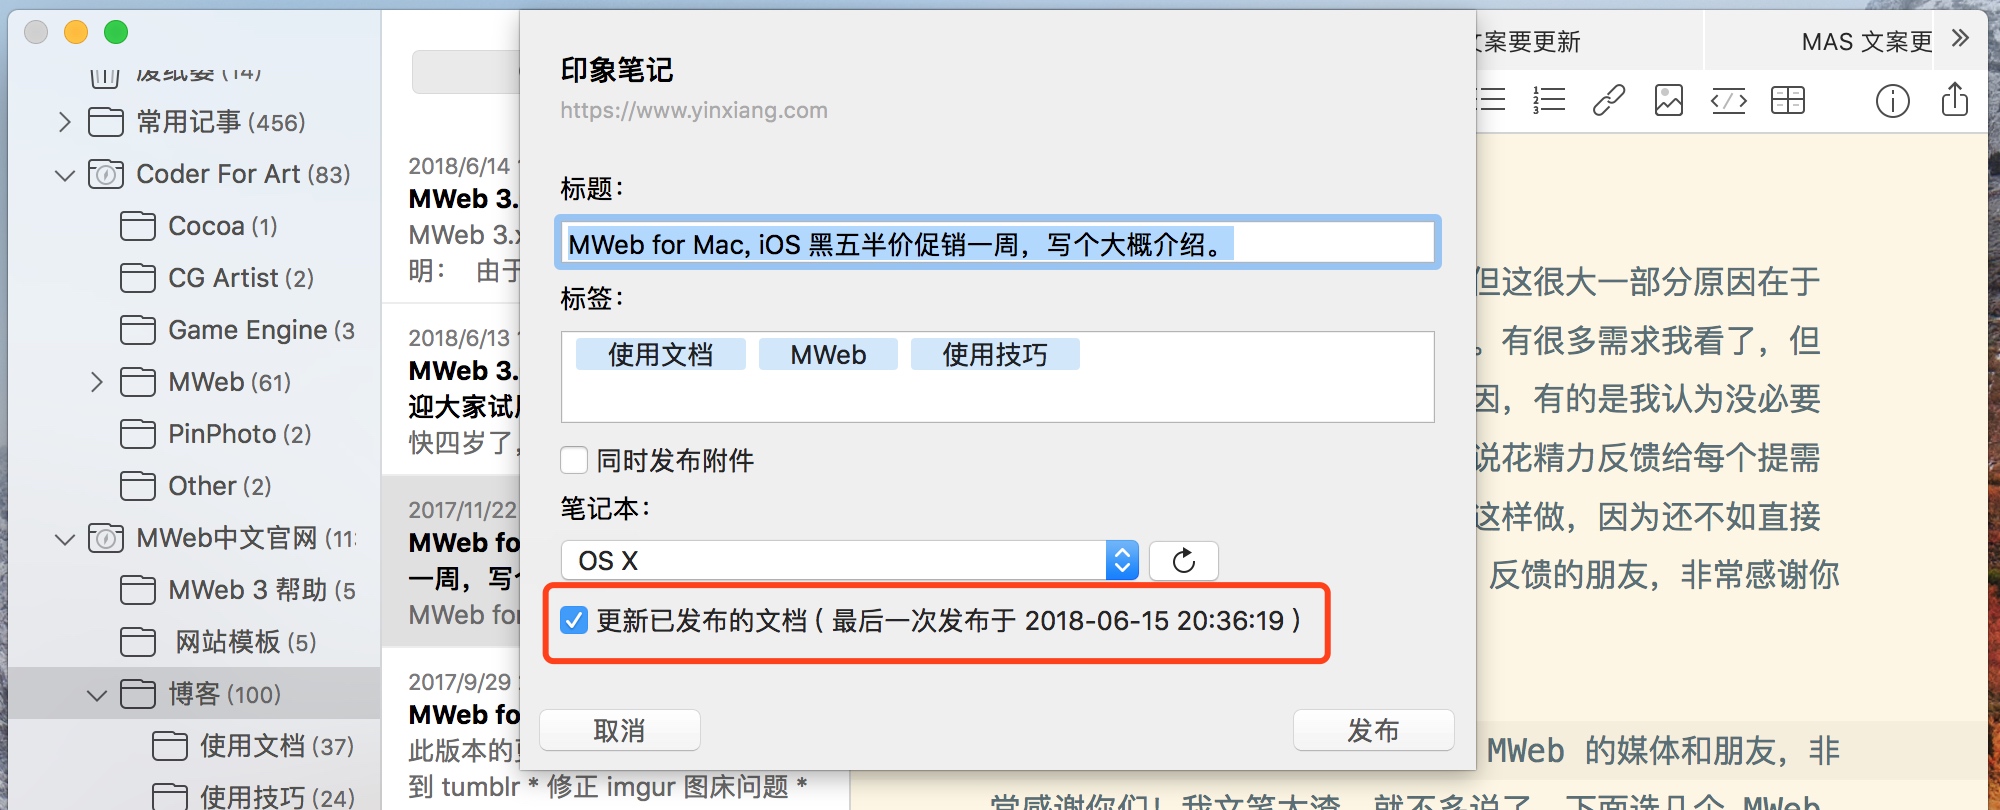 废纸篓 (14)
常用记事 (456)
Coder For Art (83)
Cocoa (1)
CG Artist (2)
Game Engine (3
MWeb (61)
PinPhoto (2)
Other (2)
MWeb中文官网 (11
MWeb 3 帮助 (5
网站模板 (5)
博客 (100)
使用文档 (37)
使用技巧 (24)
2018/6/14
MWeb 3.
MWeb 3.x
明： 由于
2018/6/13
MWeb 3.
迎大家试
快四岁了，
2017/11/22
MWeb fo
一周，写
MWeb for
2017/9/29
MWeb fo
此版本的
到 tumblr * 修正 imgur 图床问题 *
印象笔记
https://www.yinxiang.com
标题：
MWeb for Mac, iOS 黑五半价促销一周，写个大概介绍。
标签：
使用文档 MWeb 使用技巧
同时发布附件
笔记本：
OS X
更新已发布的文档 ( 最后一次发布于 2018-06-15 20:36:19 )
取消 发布
文案要更新 MAS 文案更
但这很大一部分原因在于
。有很多需求我看了，但
因，有的是我认为没必要
说花精力反馈给每个提需
这样做，因为还不如直接
反馈的朋友，非常感谢你
MWeb 的媒体和朋友，非
常感谢你们！我文笔太渣，就不多说了，下面选几个 MWeb